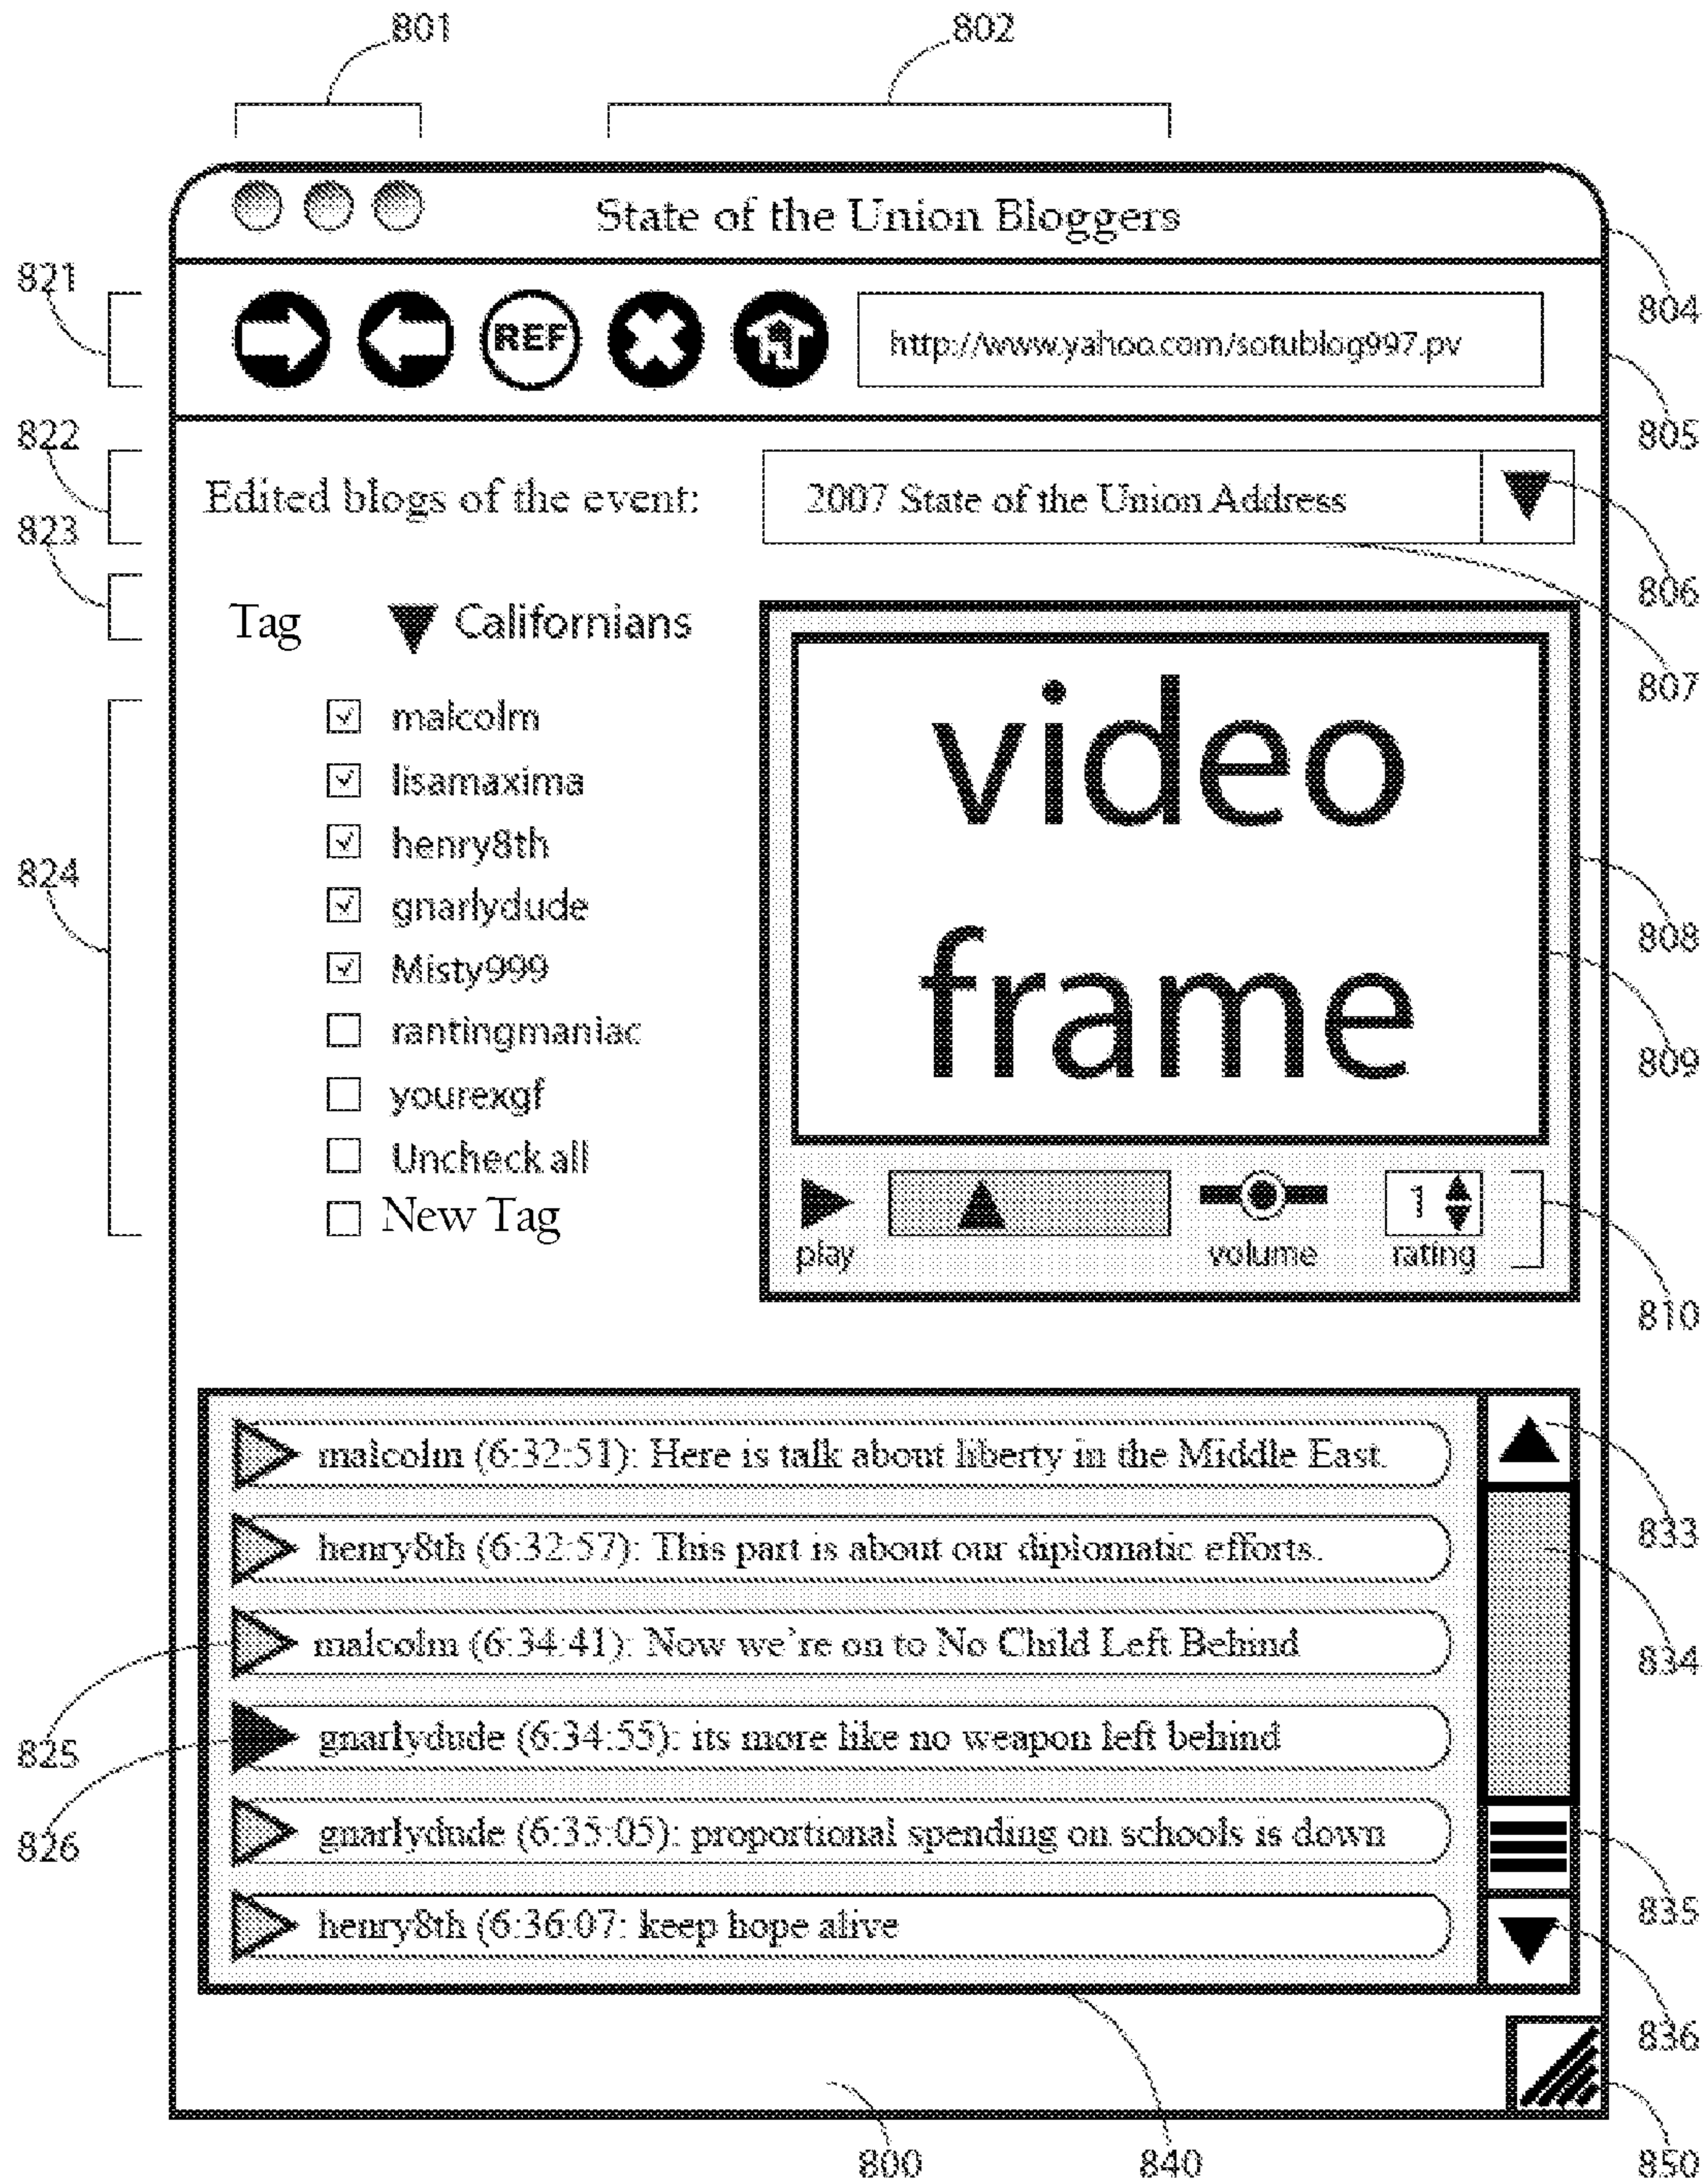 801 802
State of the Union Bloggers
821
804
REF
http://www.yahoo.com/sotublog997.pv
822
805
Edited blogs of the event:
2007 State of the Union Address
823
806
Tag
Californians
807
malcolm
lisamaxima
henry8th
824
gnarlydude
Misty999
rantingmaniac
yourexgf
Uncheck all
New Tag
video
frame
808
809
1
play
volume
rating
810
malcolm (6:32:51): Here is talk about liberty in the Middle East.
833
henry8th (6:32:57): This part is about our diplomatic efforts.
malcolm (6:34:41): Now we're on to No Child Left Behind
834
825
gnarlydude (6:34:55): its more like no weapon left behind
826
gnarlydude (6:35:05): proportional spending on schools is down
835
henry8th (6:36:07: keep hope alive
836
800 840 850